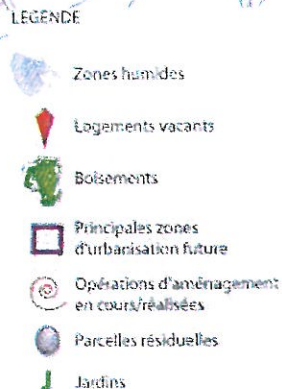 LEGENDE
Zones humides
Logements vacants
Boisements
Principales zones
d'urbanisation future
Opérations d'aménagement
en cours/réalisées
Parcelles résiduelles
Jardins